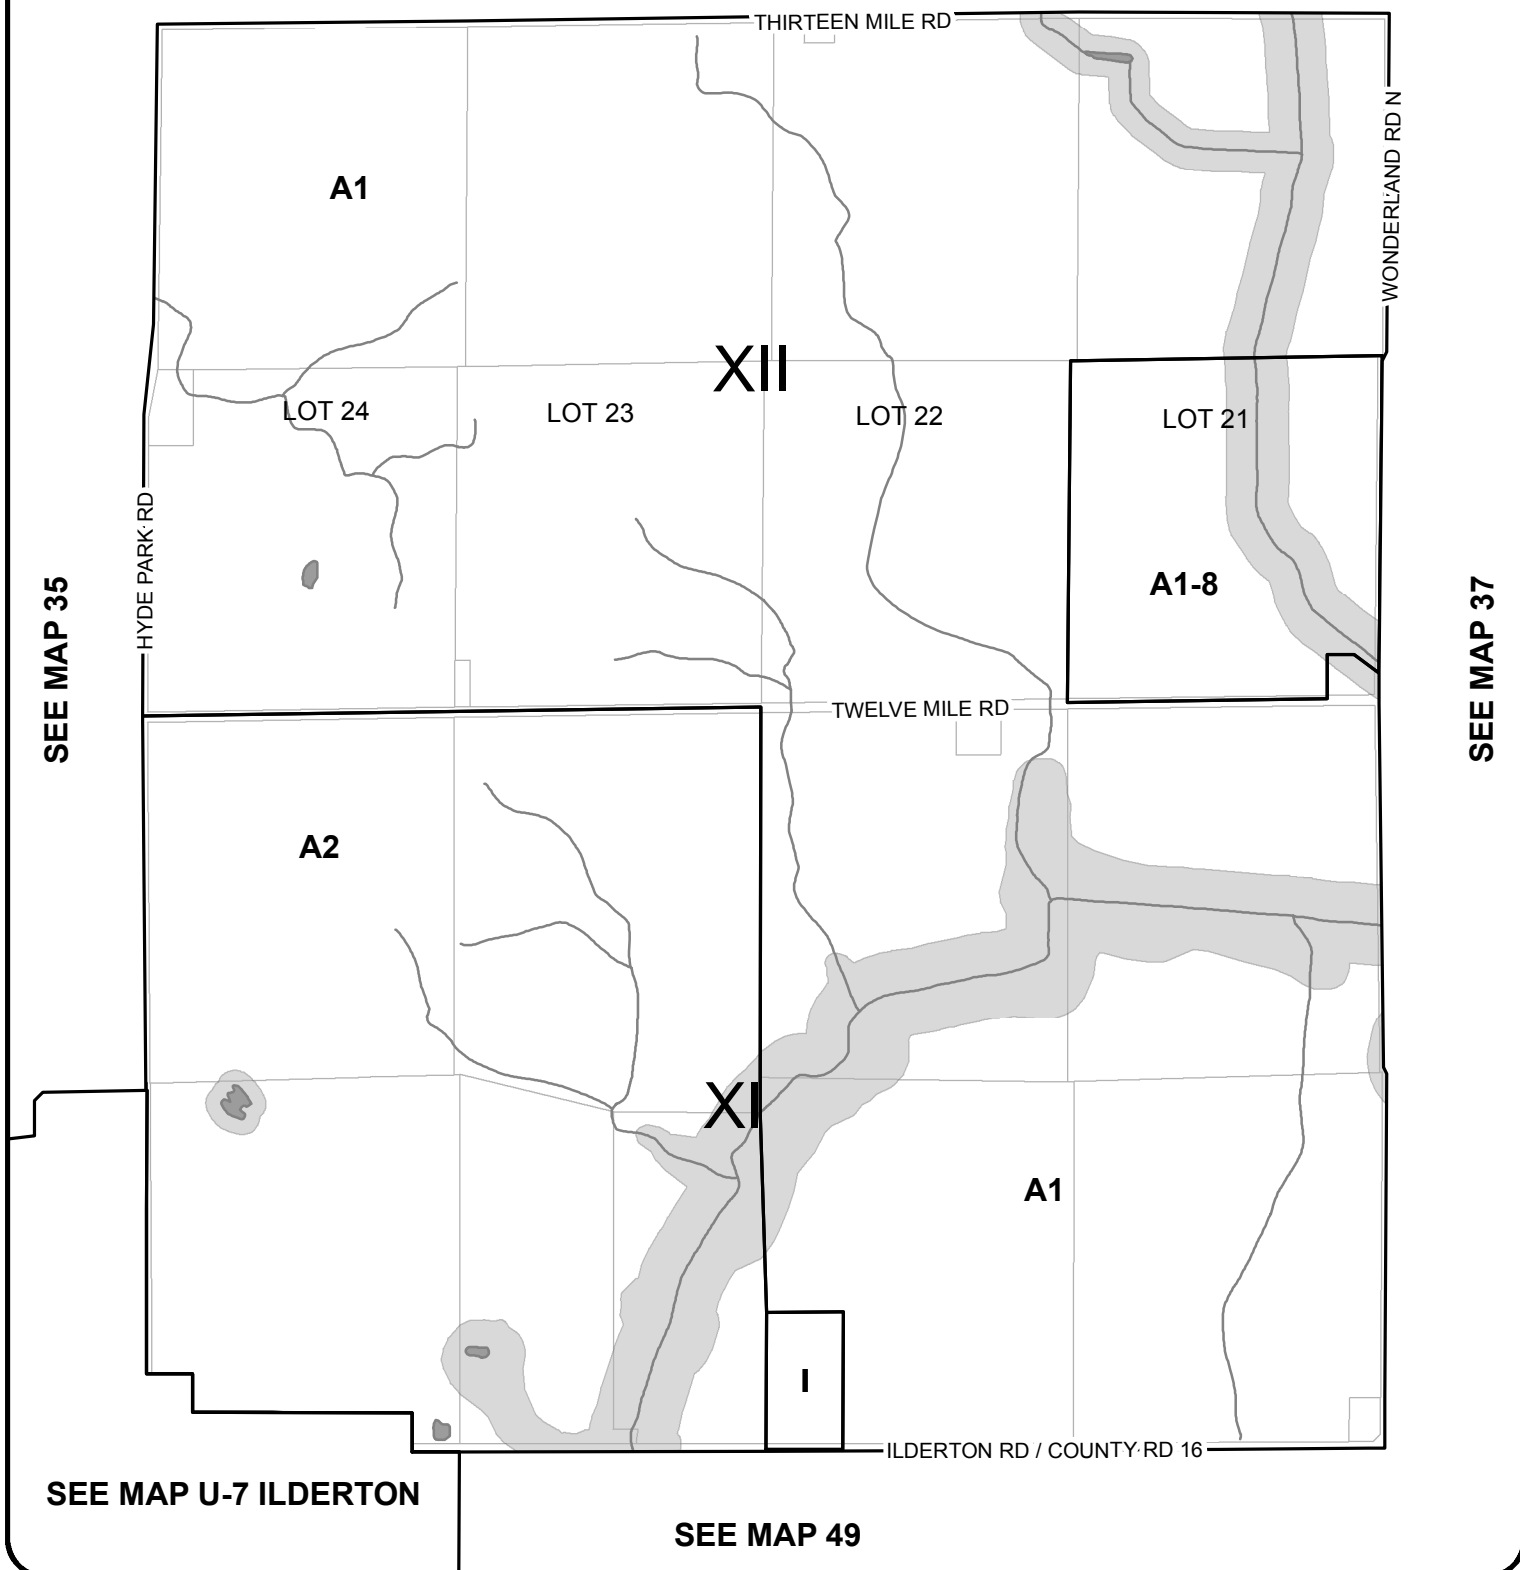 THIRTEEN MILE RD
WONDERLAND RD N
A1
XII
LOT 24
LOT 23
LOT 22
LOT 21
HYDE PARK RD
A1-8
SEE MAP 35
SEE MAP 37
TWELVE MILE RD
A2
XI
A1
I
ILDERTON RD / COUNTY RD 16
SEE MAP U-7 ILDERTON
SEE MAP 49